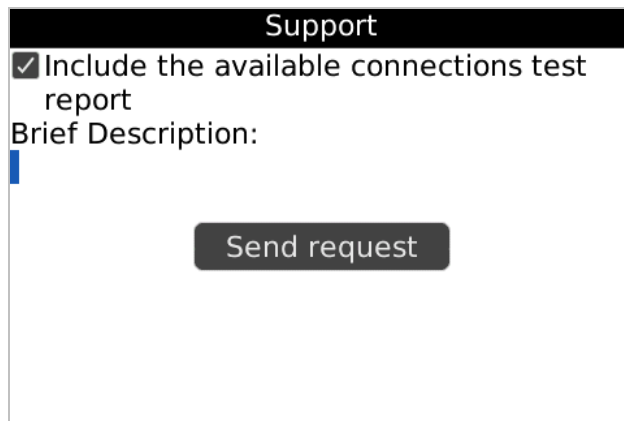 Support
Include the available connections test
report
Brief Description:
Send request